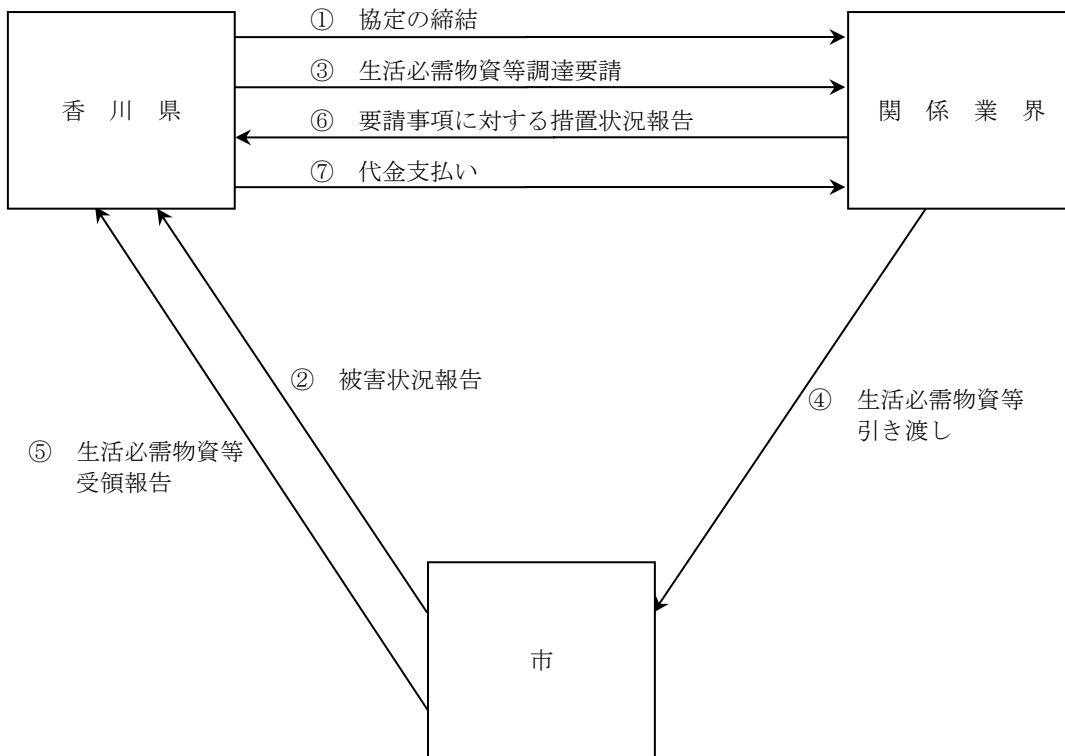 ① 協定の締結
香 川 県
③ 生活必需物資等調達要請
関 係 業 界
⑥ 要請事項に対する措置状況報告
⑦ 代金支払い
② 被害状況報告
④ 生活必需物資等
引き渡し
⑤ 生活必需物資等
受領報告
市